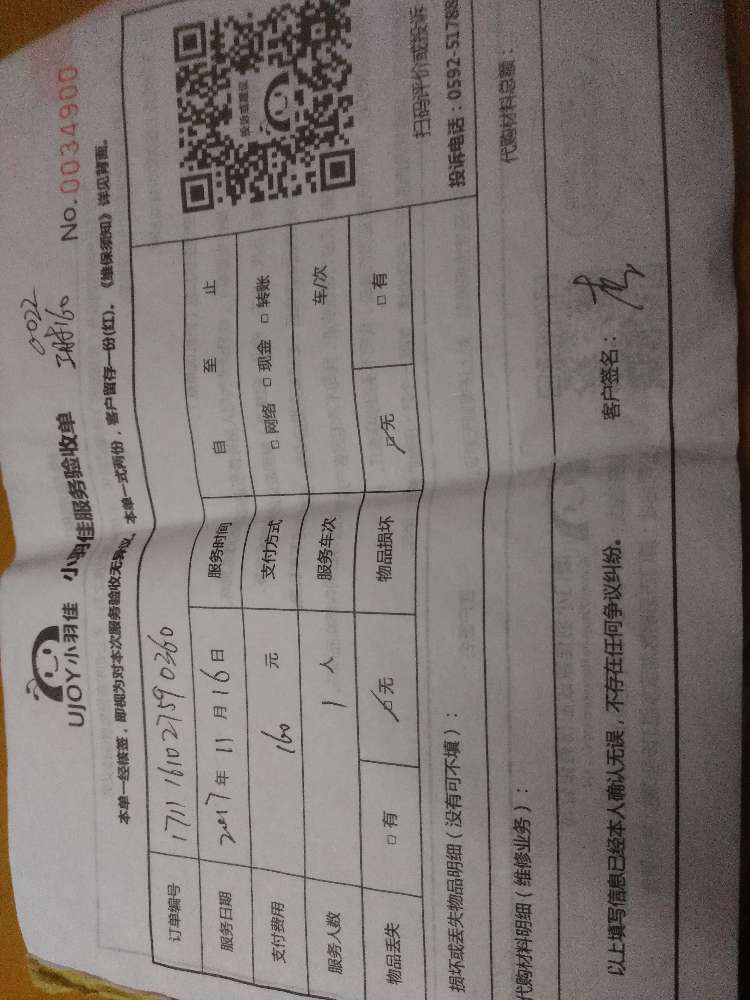 UJOY小羽佳 小羽佳服务验收单
No.0034900
本单一经核签，即视为对本次服务验收无异议。本单一式两份，客户留存一份(红)。《维保须知》详见背面。
订单编号 1711161027590360
服务日期 2017年11月16日 服务时间 自 至 止
支付费用 160 元 支付方式 □网络 □现金 □转账
服务人数 1 人 服务车次 车/次
物品丢失 □有 □无 物品损坏 □无 □有
投诉或建议
扫码评价或投诉
投诉电话：0592-51788
损坏或丢失物品明细（没有可不填）：
代购材料明细（维修业务）： 代购材料总额：
以上填写信息已经本人确认无误，不存在任何争议纠纷。 客户签名：